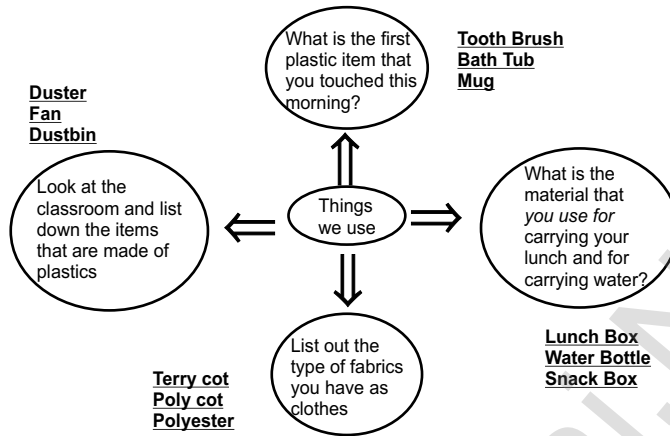 What is the first
plastic item that
you touched this
morning?
Tooth Brush
Bath Tub
Mug
Duster
Fan
Dustbin
Look at the
classroom and list
down the items
that are made of
plastics
Things
we use
What is the
material that
you use for
carrying your
lunch and for
carrying water?
Lunch Box
Water Bottle
Snack Box
List out the
type of fabrics
you have as
clothes
Terry cot
Poly cot
Polyester